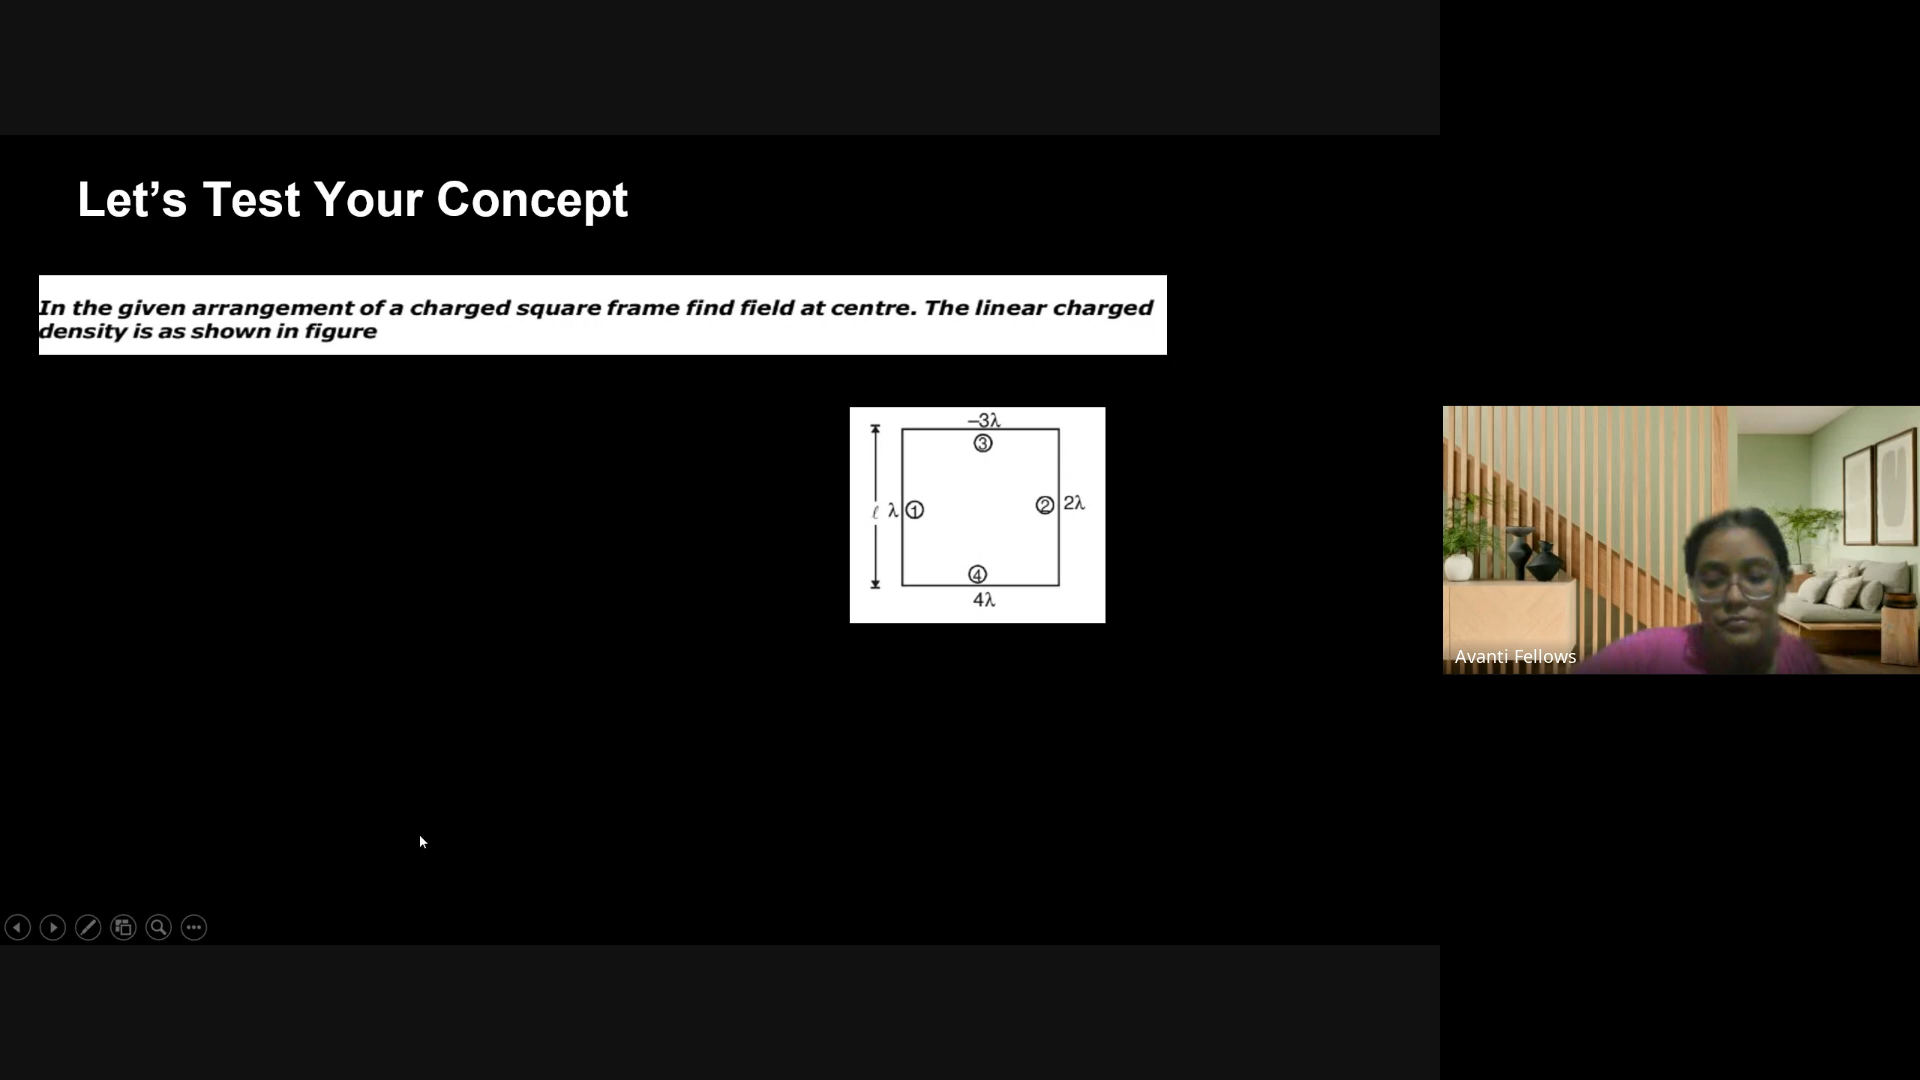 Let’s Test Your Concept
In the given arrangement of a charged square frame find field at centre. The linear charged
density is as shown in figure
–3λ
③
ℓ λ ① ② 2λ
④
4λ
Avanti Fellows